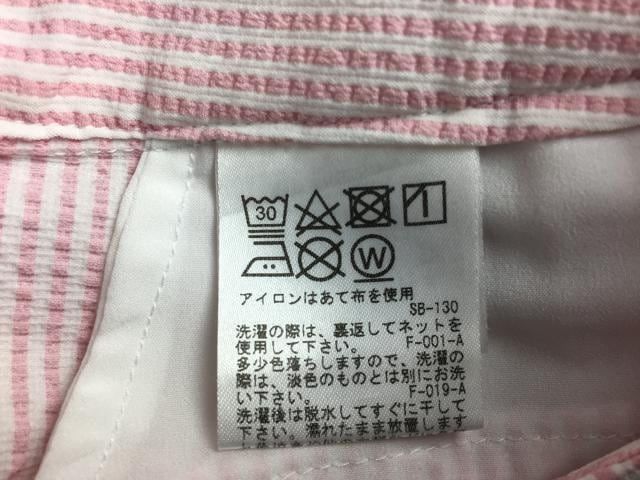 30
W
アイロンはあて布を使用
SB-130
洗濯の際は、裏返してネットを
使用して下さい。 F-001-A
多少色落ちしますので、洗濯の
際は、淡色のものとは別にお洗
い下さい。 F-019-A
洗濯後は脱水してすぐに干して
下さい。濡れたまま放置します